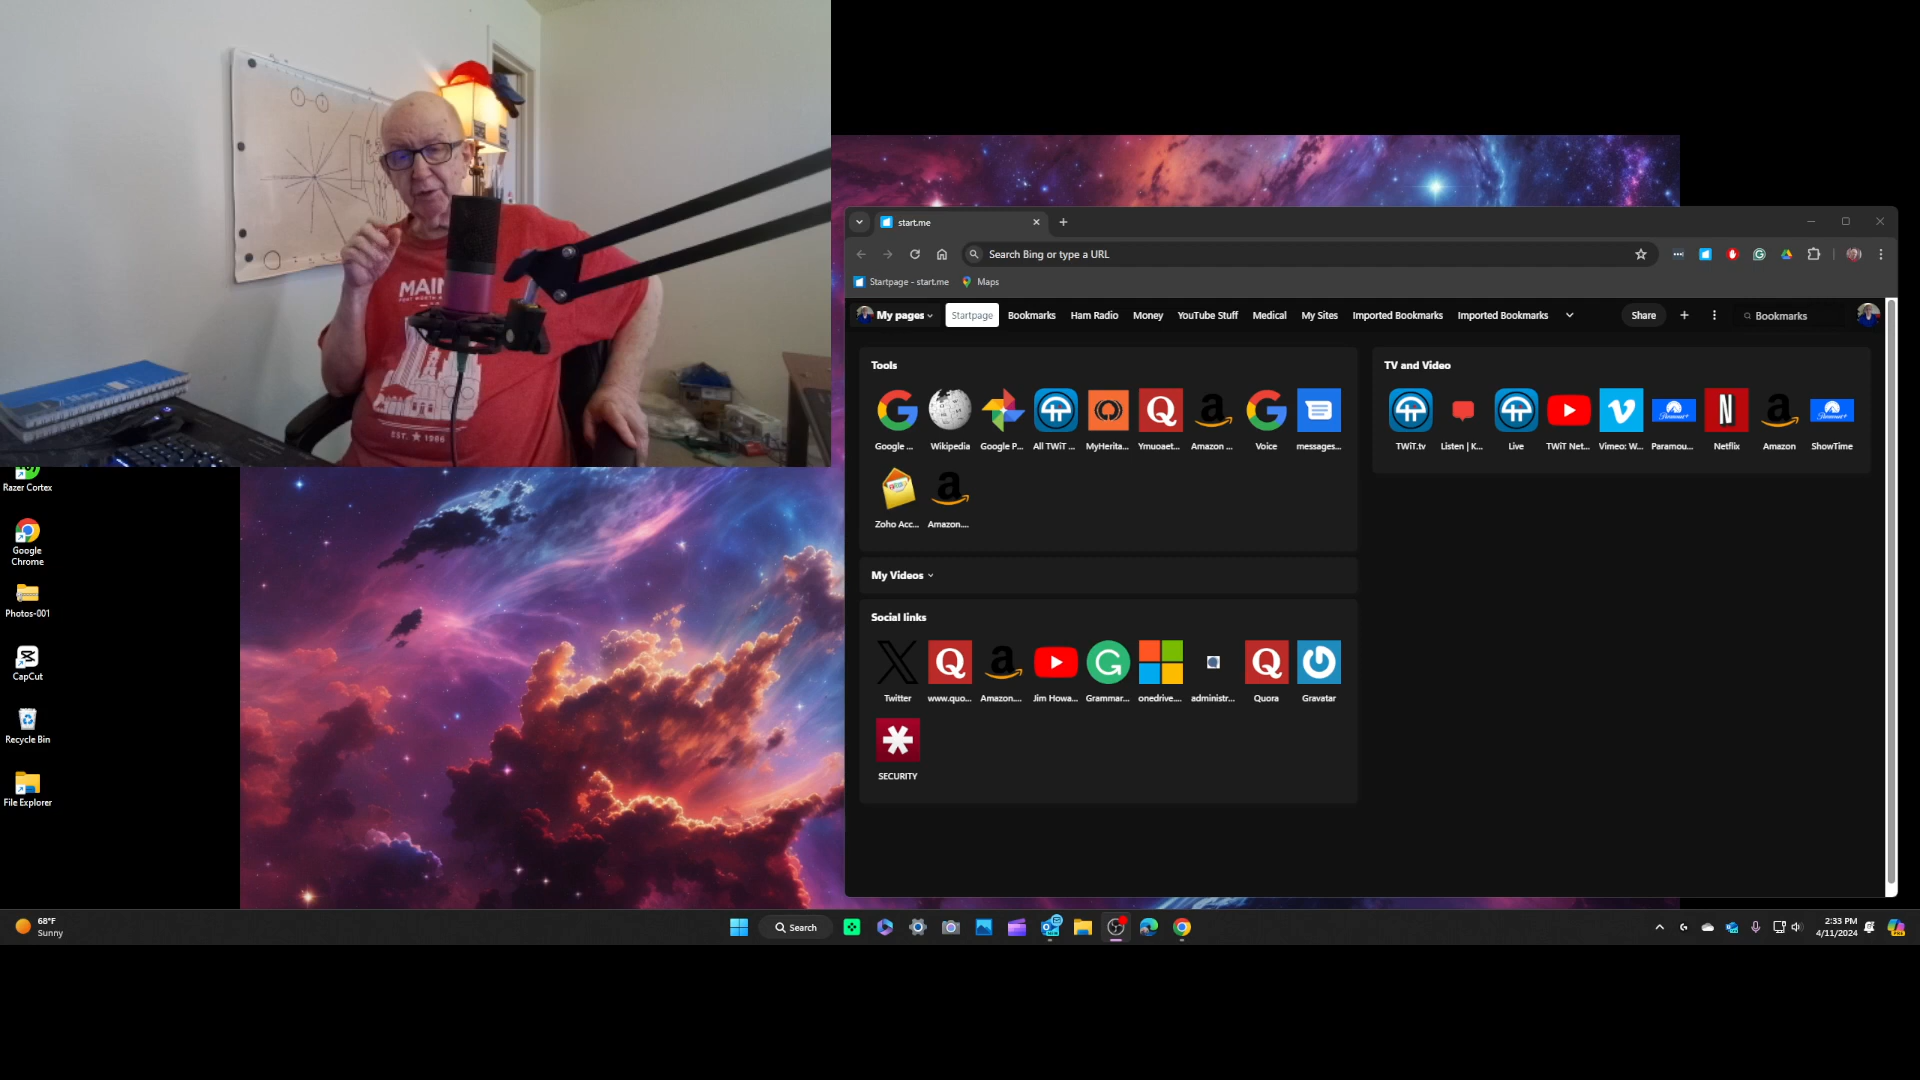 MAIN
FORT WORTH A
EST. ★ 1986
start.me
Search Bing or type a URL
Startpage - start.me
Maps
My pages
Startpage
Bookmarks
Ham Radio
Money
YouTube Stuff
Medical
My Sites
Imported Bookmarks
Imported Bookmarks
Share
Bookmarks
Tools
Google ...
Wikipedia
Google P...
All TWiT ...
MyHerita...
Ymuoaet...
Amazon ...
Voice
messages...
Zoho Acc...
Amazon....
TV and Video
TWiT.tv
Listen | K...
Live
TWiT Net...
Vimeo: W...
Paramou...
Netflix
Amazon
ShowTime
My Videos
Social links
Twitter
www.quo...
Amazon....
Jim Howa...
Grammar...
onedrive....
administr...
Quora
Gravatar
SECURITY
Razer Cortex
Google
Chrome
Photos-001
CapCut
Recycle Bin
File Explorer
68°F
Sunny
Search
2:33 PM
4/11/2024